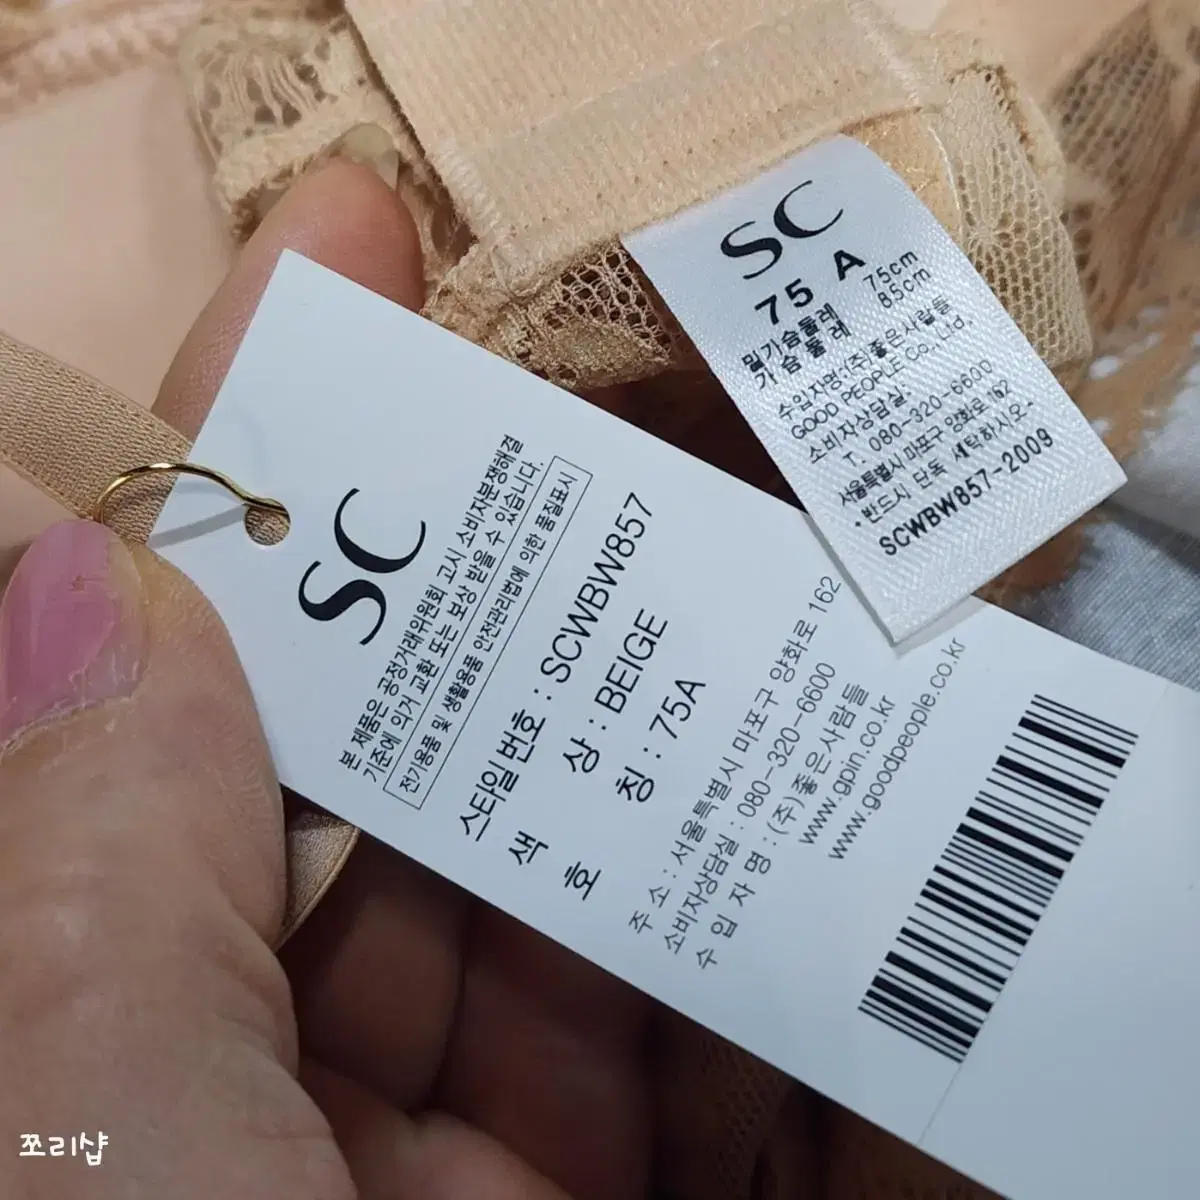 SC
75 A
밑가슴둘레 75cm
가 슴 둘 레 85cm
수입자명:(주)좋은사람들
GOOD PEOPLE Co., Ltd.
소비자상담실:
T. 080-320-6600
서울특별시 마포구 양화로 162
*반드시 단독 세탁하시오*
SCWBW857-2009
SC
본 제품은 공정거래위원회 고시 소비자분쟁해결
기준에 의거 교환 또는 보상 받을 수 있습니다.
전기용품 및 생활용품 안전관리법에 의한 품질표시
스타일번호 : SCWBW857
색 상 : BEIGE
호 칭 : 75A
주 소 : 서울특별시 마포구 양화로 162
소비자상담실 : 080-320-6600
수 입 자 명 : (주)좋은사람들
www.gpin.co.kr
www.goodpeople.co.kr
쪼리샵